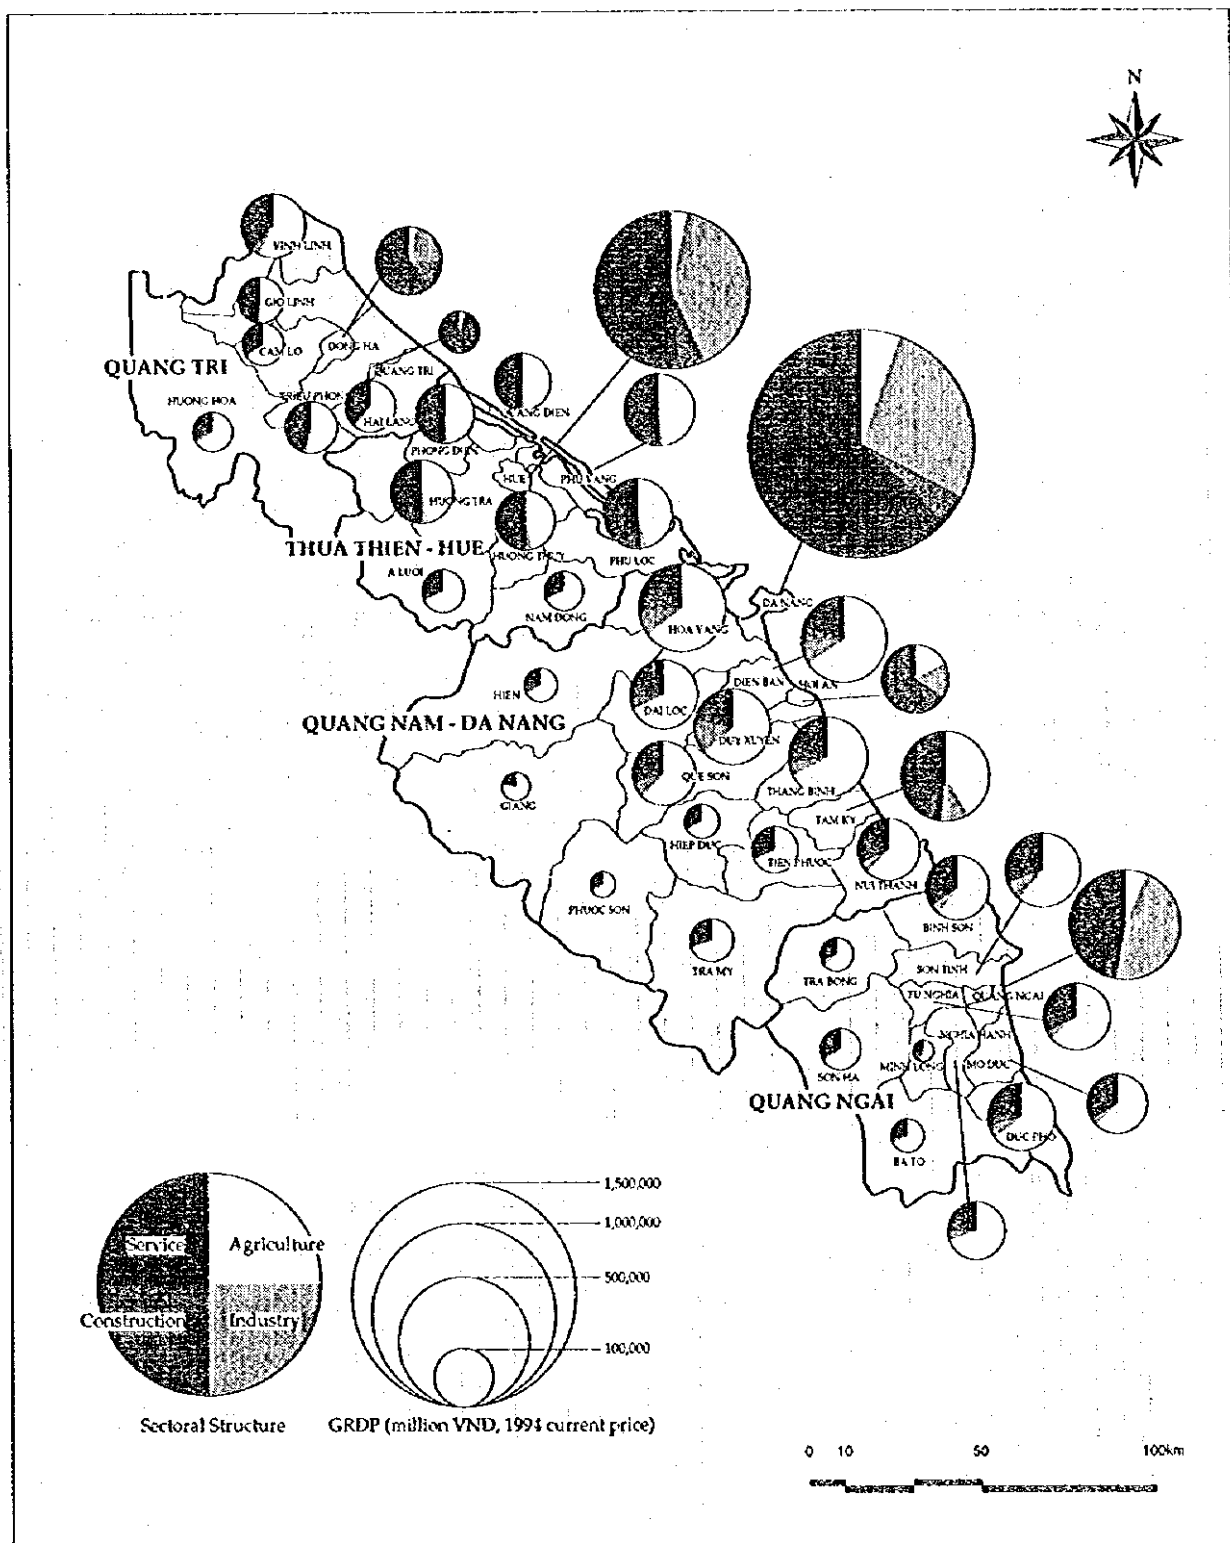 N
VINH LINH
GIO LINH
CAM LO
DONG HA
QUANG TRI
QUANG TRI
HUONG HOA
TRIEU PHON
HAI LANG
QUANG DIEN
PHONG DIEN
HUE
PHU VANG
HUONG TRA
THUA THIEN - HUE
HUONG THUY
PHU LOC
A LUOI
NAM DONG
DA NANG
HOA VANG
HIEN
DIEN BAN
HOI AN
DAI LOC
QUANG NAM - DA NANG
DUY XUYEN
QUE SON
THANG BINH
GIANG
TAM KY
HIEP DUC
TIEN PHUOC
NUI THANH
PHUOC SON
BINH SON
TRA MY
TRA BONG
SON TINH
TU NGHIA
QUANG NGAI
NGHIA HANH
SON HA
MINH LONG
MO DUC
QUANG NGAI
DUC PHO
BA TO
1,500,000
1,000,000
Service
Agriculture
500,000
Construction
Industry
100,000
Sectoral Structure
GRDP (million VND, 1994 current price)
0 10 50 100km